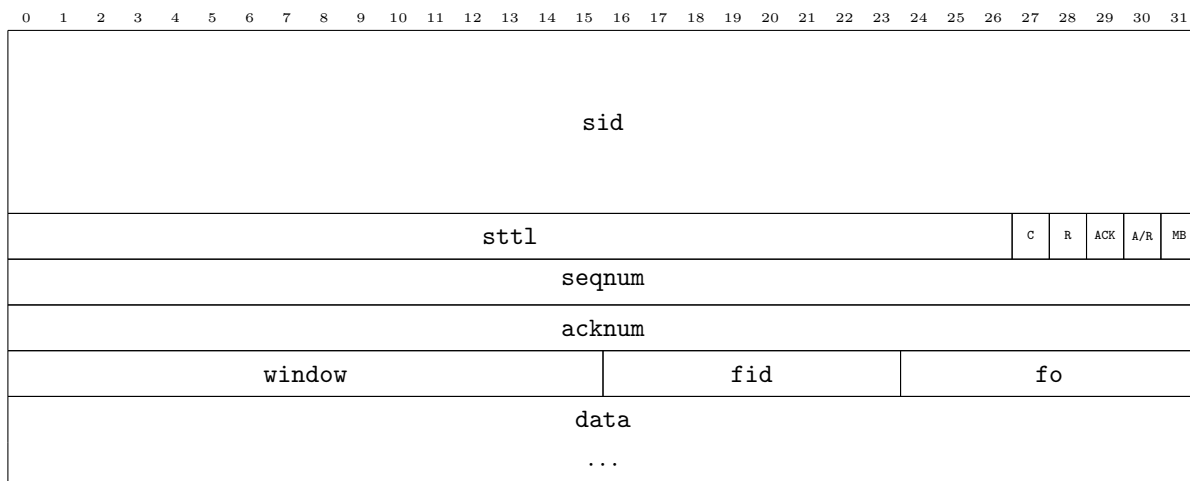 0 1 2 3 4 5 6 7 8 9 10 11 12 13 14 15 16 17 18 19 20 21 22 23 24 25 26 27 28 29 30 31
sid
sttl C R ACK A/R MB
seqnum
acknum
window fid fo
data
...